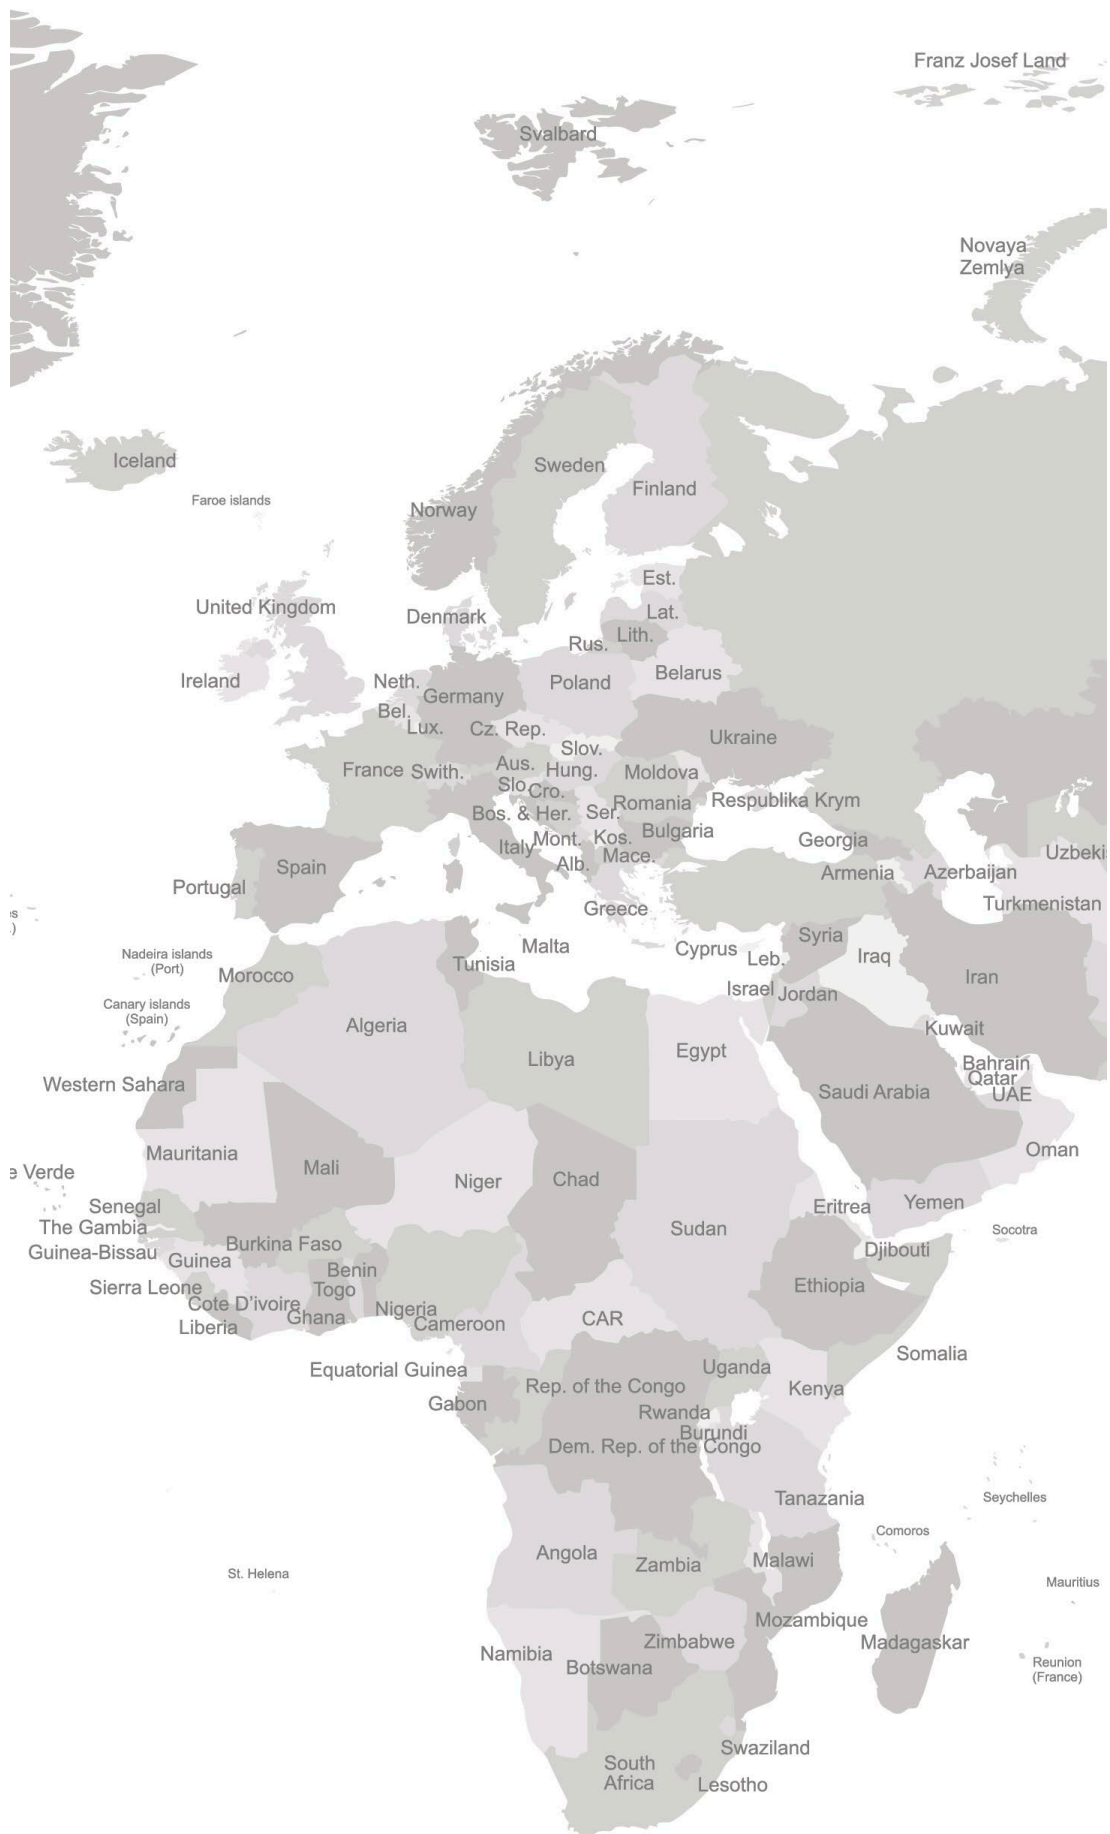 Franz Josef Land
Svalbard
Novaya
Zemlya
Iceland
Sweden
Finland
Faroe islands
Norway
Est.
United Kingdom
Denmark
Lat.
Lith.
Rus.
Ireland
Neth.
Poland
Belarus
Germany
Bel.
Lux.
Cz. Rep.
Ukraine
Slov.
France
Swith.
Aus.
Hung.
Moldova
Slo.
Cro.
Romania
Respublika Krym
Bos. & Her.
Ser.
Bulgaria
Italy
Mont.
Kos.
Georgia
Mace.
Alb.
Spain
Armenia
Azerbaijan
Portugal
Turkmenistan
Greece
Syria
Malta
Cyprus
Leb.
Iraq
Nadeira islands
(Port)
Morocco
Tunisia
Iran
Israel
Jordan
Canary islands
(Spain)
Algeria
Kuwait
Libya
Egypt
Bahrain
Qatar
Western Sahara
Saudi Arabia
UAE
Mauritania
Oman
Mali
Niger
Chad
e Verde
Senegal
Eritrea
Yemen
The Gambia
Sudan
Socotra
Guinea-Bissau
Burkina Faso
Djibouti
Guinea
Benin
Sierra Leone
Togo
Ethiopia
Cote D'ivoire
Ghana
Nigeria
Liberia
Cameroon
CAR
Somalia
Equatorial Guinea
Uganda
Rep. of the Congo
Kenya
Gabon
Rwanda
Burundi
Dem. Rep. of the Congo
Tanazania
Seychelles
Comoros
Angola
Zambia
Malawi
St. Helena
Mauritius
Mozambique
Zimbabwe
Madagaskar
Namibia
Botswana
Reunion
(France)
Swaziland
South
Africa
Lesotho